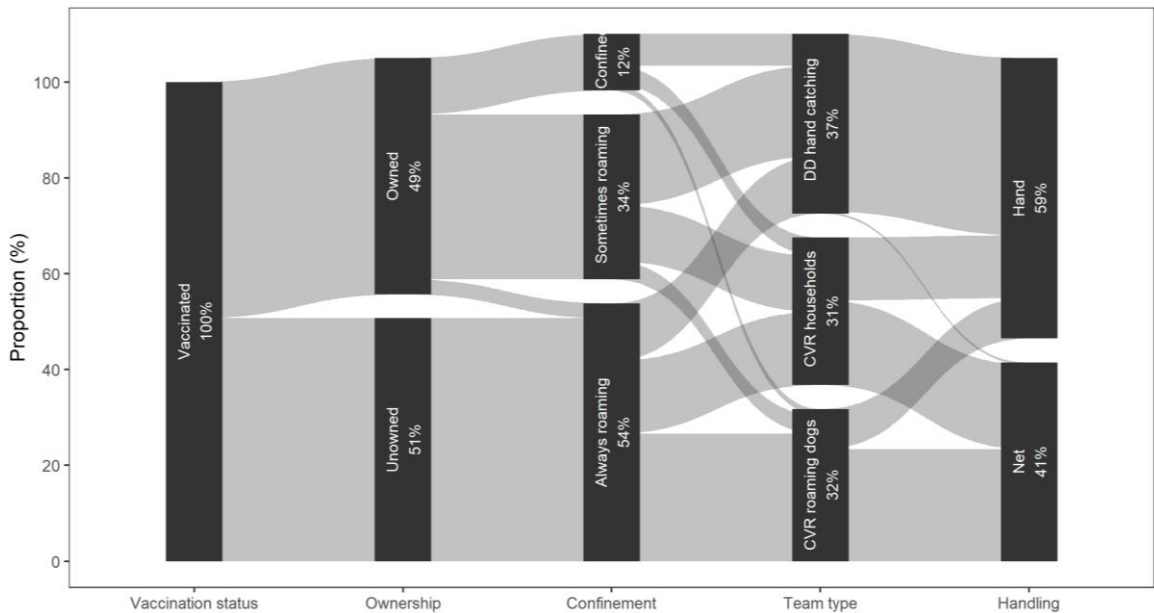 Proportion (%)
100
80
60
40
20
0
Vaccinated
100%
Owned
49%
Unowned
51%
Confined
12%
Sometimes roaming
34%
Always roaming
54%
DD hand catching
37%
CVR households
31%
CVR roaming dogs
32%
Hand
59%
Net
41%
Vaccination status
Ownership
Confinement
Team type
Handling